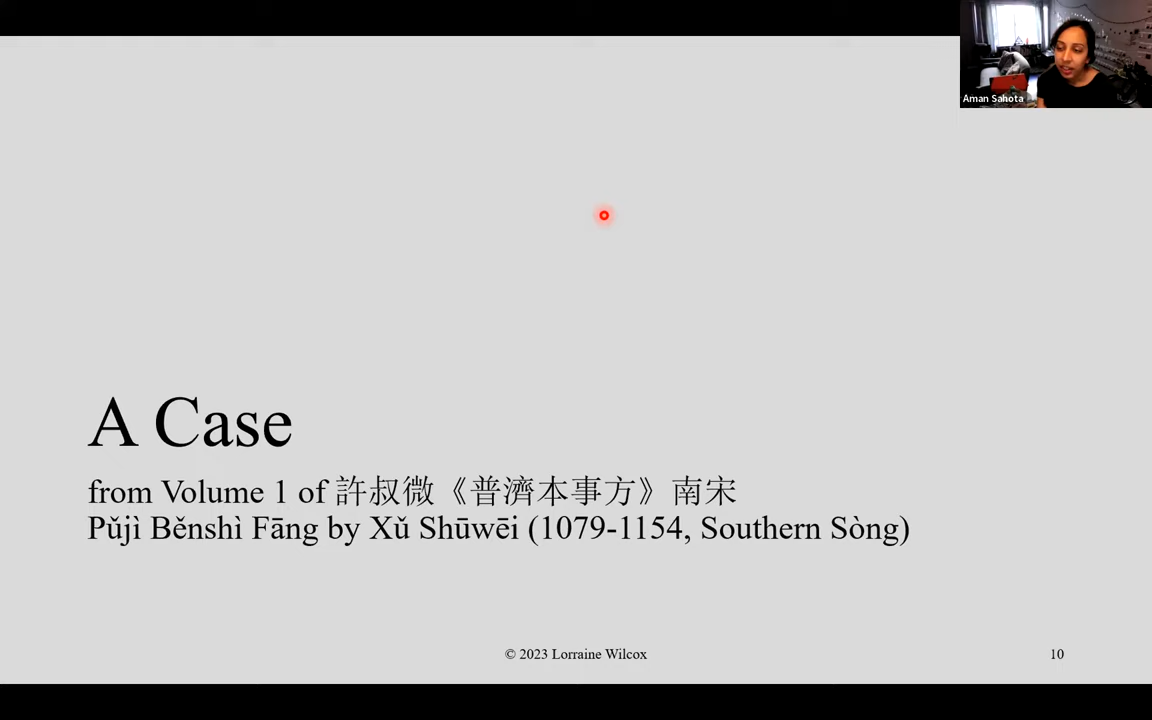 Aman Sahota
A Case
from Volume 1 of 許叔微《普濟本事方》南宋
Pǔjì Běnshì Fāng by Xǔ Shūwēi (1079-1154, Southern Sòng)
© 2023 Lorraine Wilcox
10